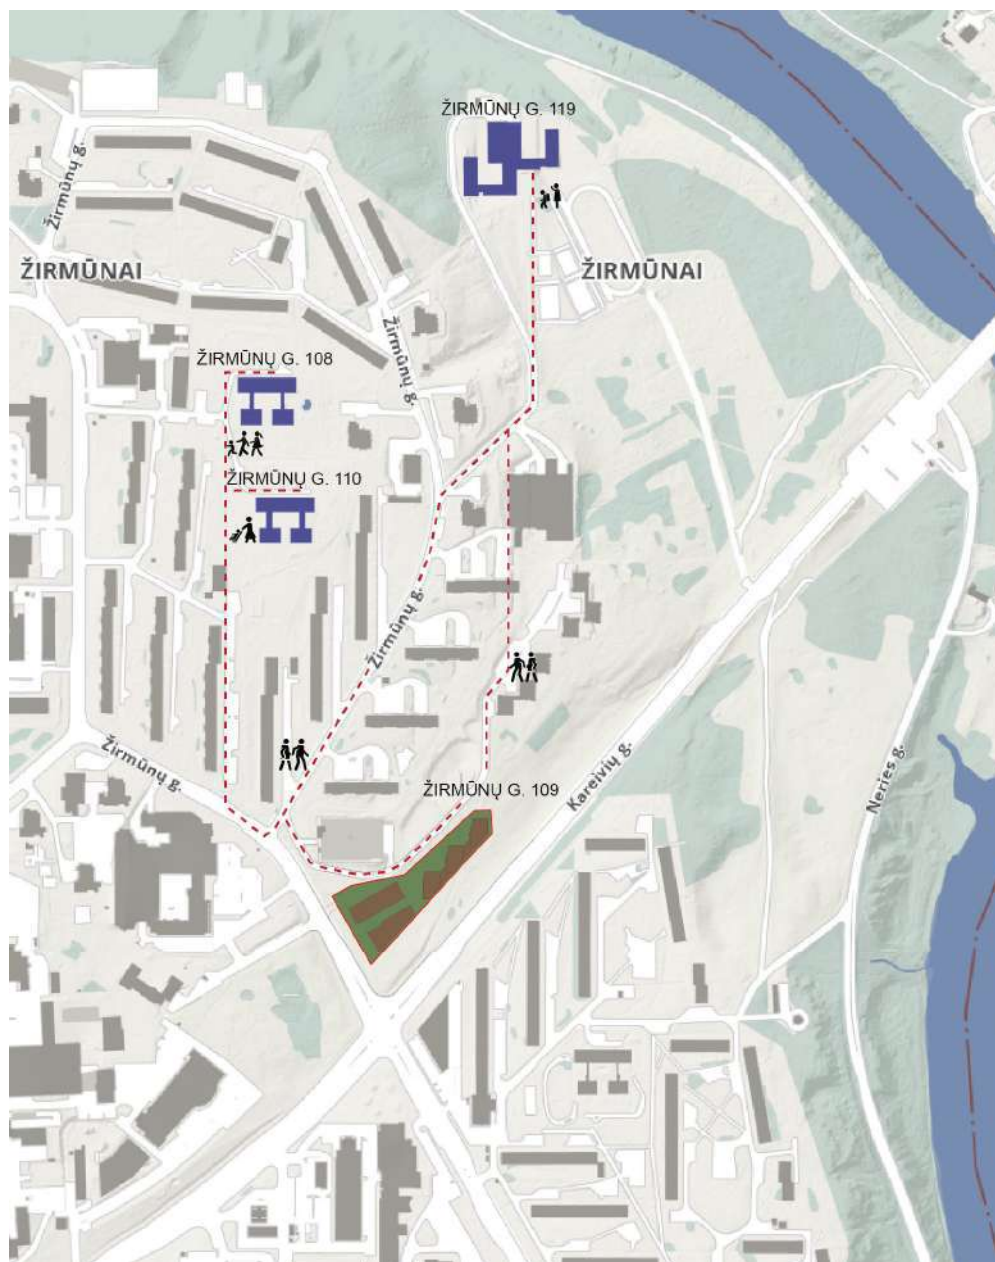 ŽIRMŪNŲ G. 119
Žirmūnų g.
ŽIRMŪNAI
ŽIRMŪNAI
Žirmūnų g.
ŽIRMŪNŲ G. 108
ŽIRMŪNŲ G. 110
Žirmūnų g.
Žirmūnų g.
Kareivių g.
Neries g.
ŽIRMŪNŲ G. 109